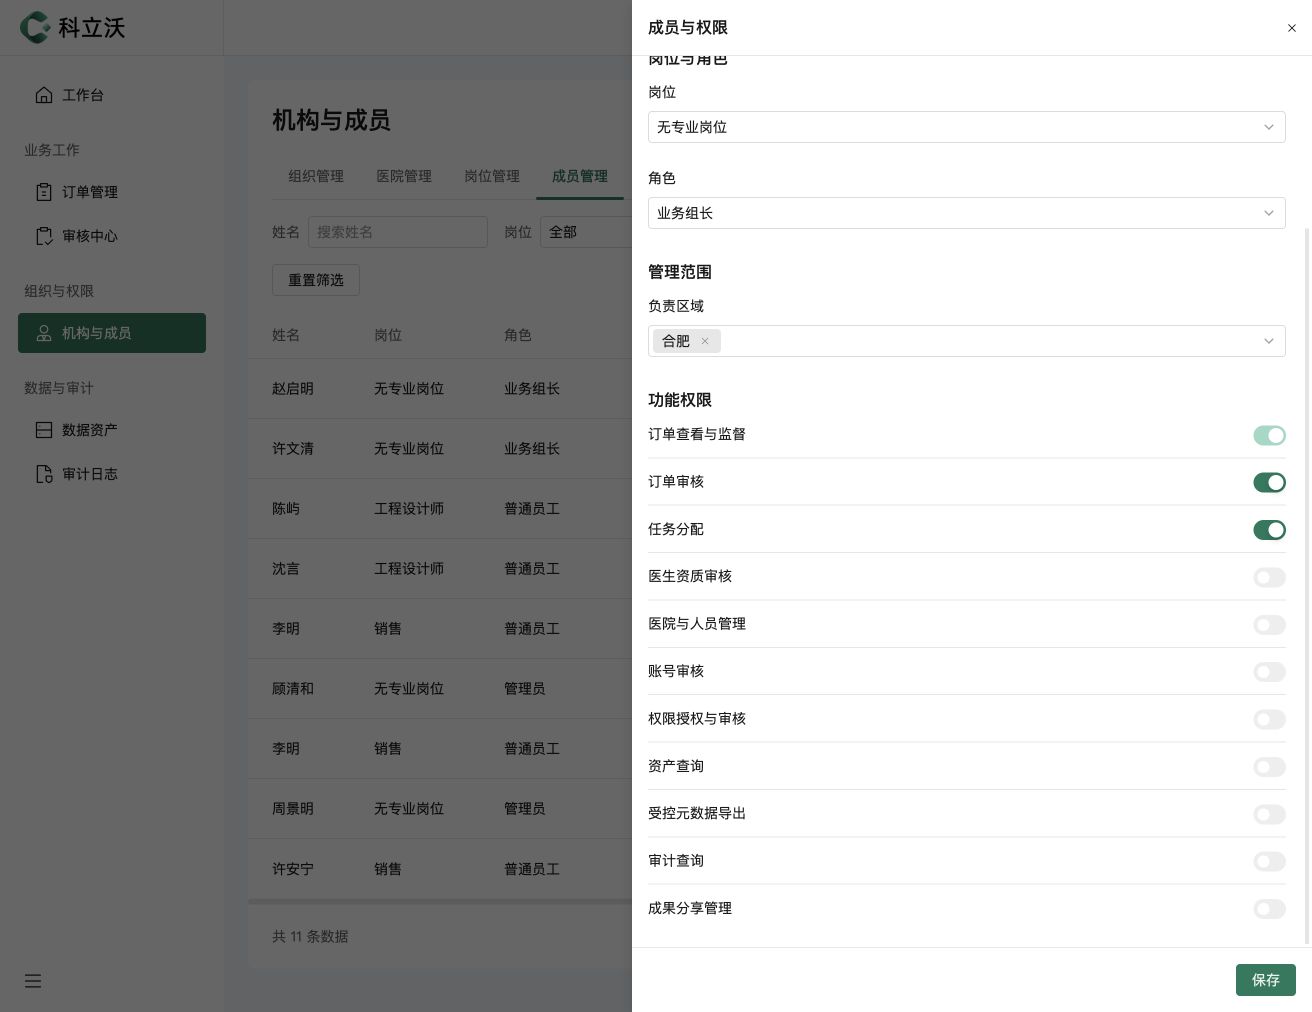 科立沃
工作台
业务工作
订单管理
审核中心
组织与权限
机构与成员
数据与审计
数据资产
审计日志
机构与成员
组织管理 医院管理 岗位管理 成员管理
姓名 搜索姓名 岗位 全部
重置筛选
姓名 岗位 角色
赵启明 无专业岗位 业务组长
许文清 无专业岗位 业务组长
陈屿 工程设计师 普通员工
沈言 工程设计师 普通员工
李明 销售 普通员工
顾清和 无专业岗位 管理员
李明 销售 普通员工
周景明 无专业岗位 管理员
许安宁 销售 普通员工
共 11 条数据
成员与权限
岗位与角色
岗位
无专业岗位
角色
业务组长
管理范围
负责区域
合肥
功能权限
订单查看与监督
订单审核
任务分配
医生资质审核
医院与人员管理
账号审核
权限授权与审核
资产查询
受控元数据导出
审计查询
成果分享管理
保存